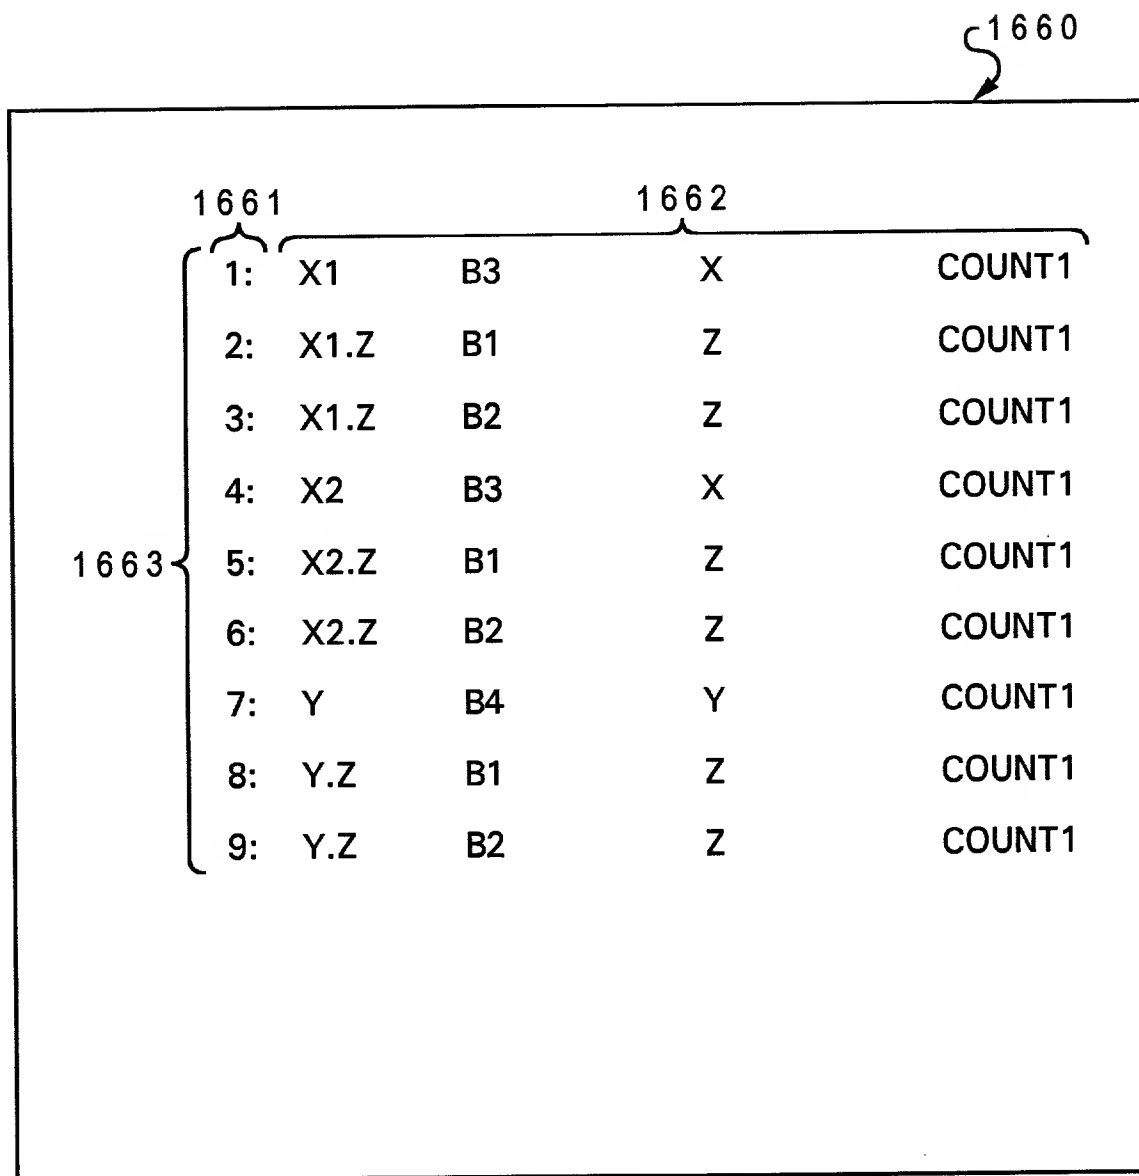 1660
1661 1662
1: X1 B3 X COUNT1
2: X1.Z B1 Z COUNT1
3: X1.Z B2 Z COUNT1
4: X2 B3 X COUNT1
1663 5: X2.Z B1 Z COUNT1
6: X2.Z B2 Z COUNT1
7: Y B4 Y COUNT1
8: Y.Z B1 Z COUNT1
9: Y.Z B2 Z COUNT1